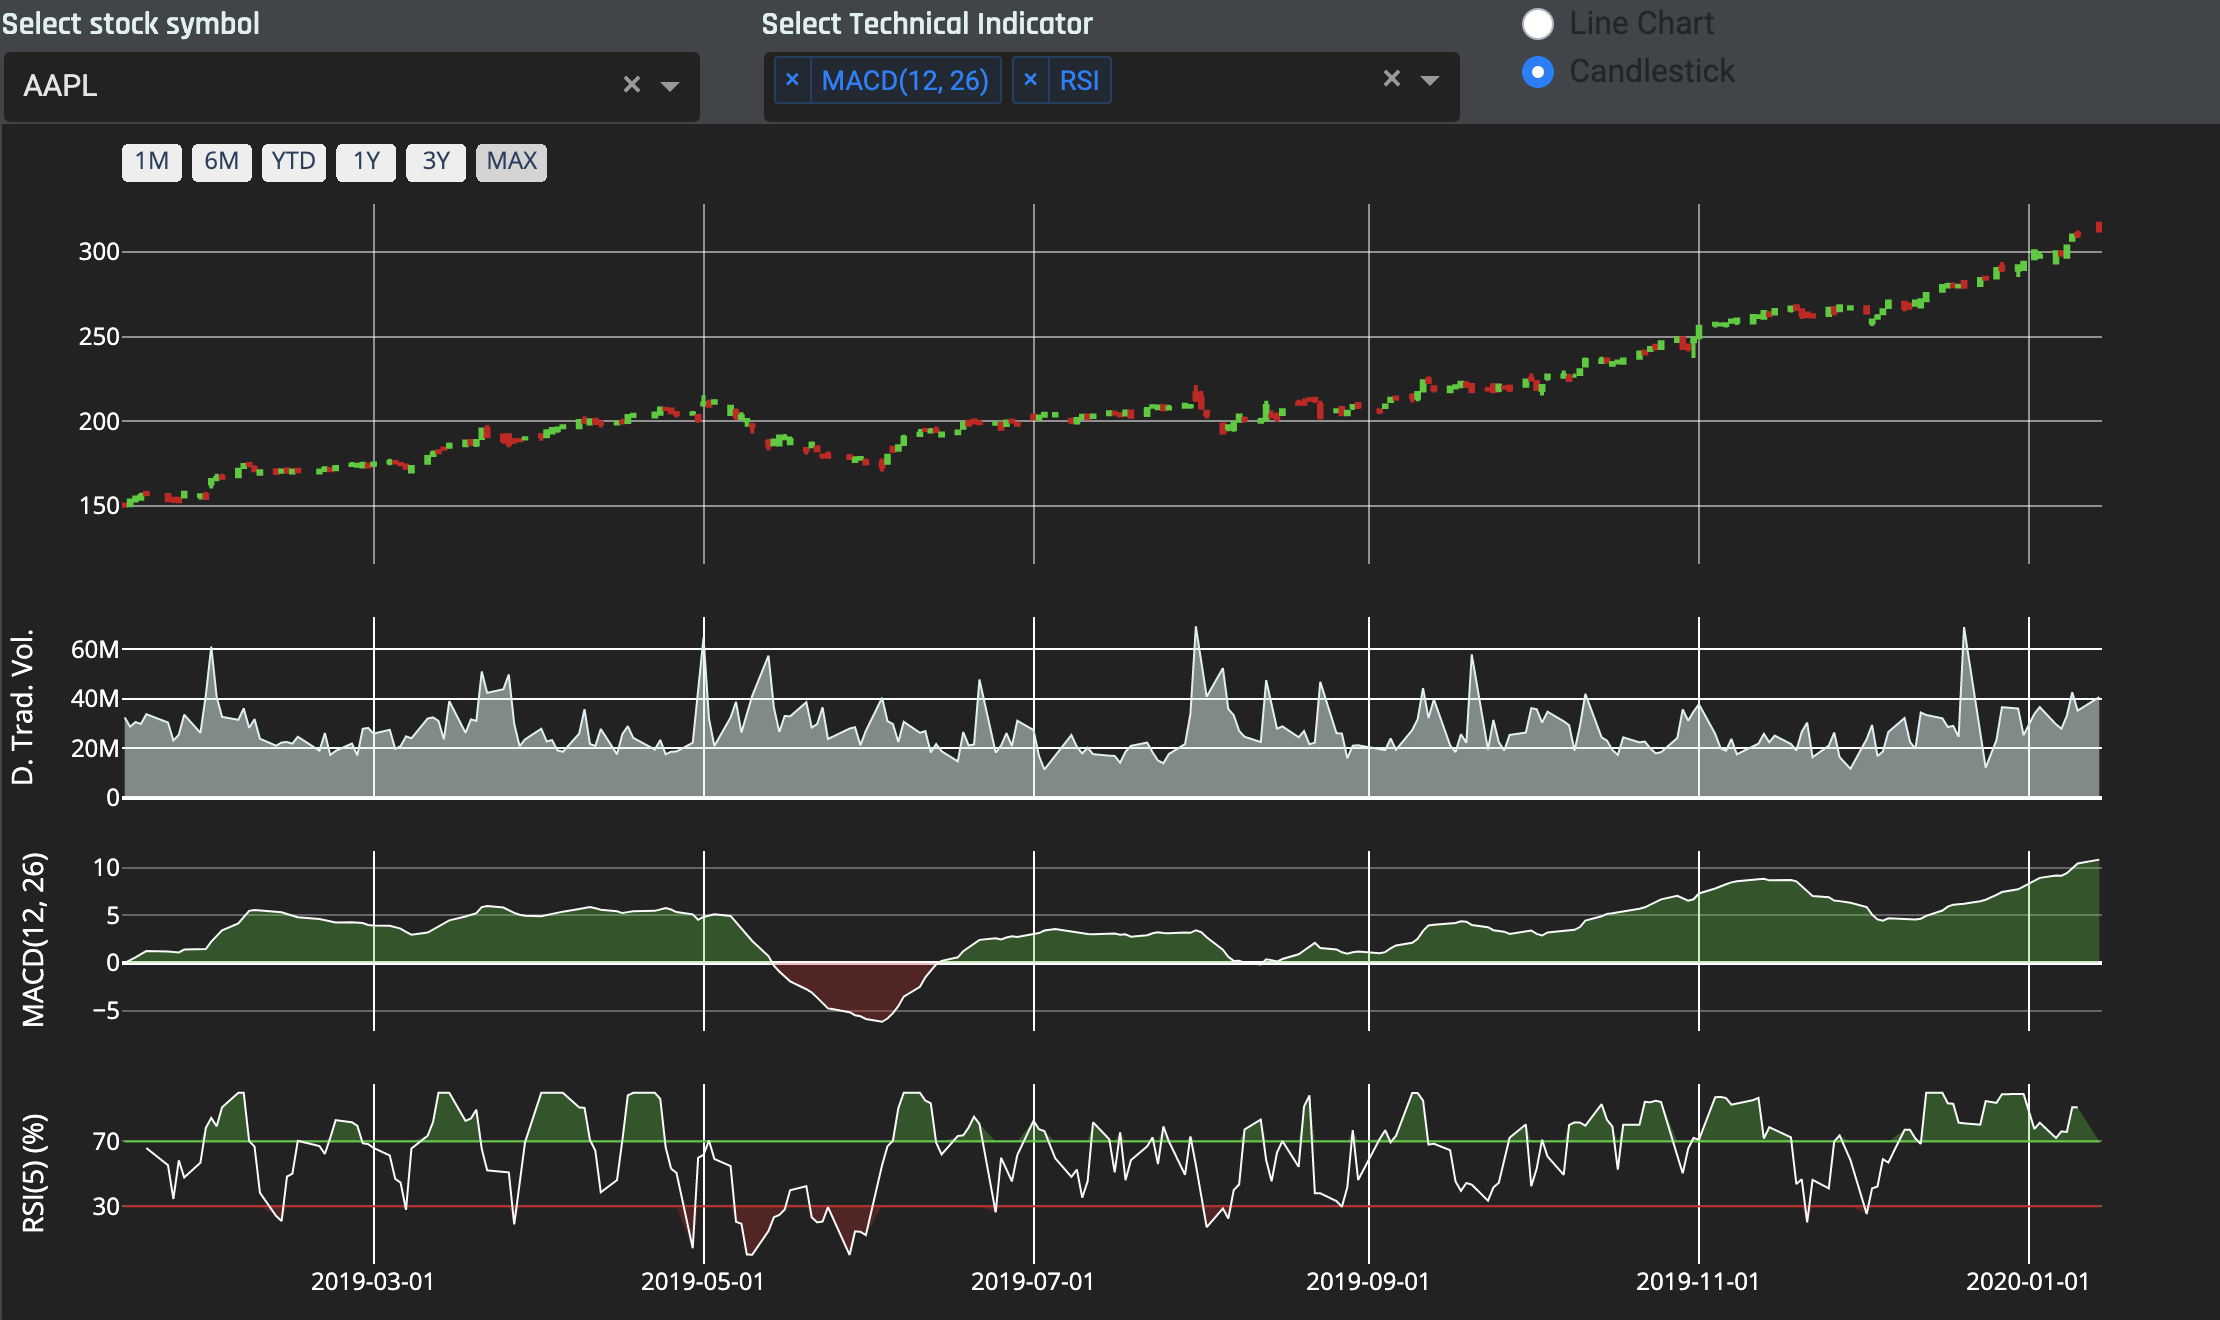 Select stock symbol
Select Technical Indicator
Line Chart
Candlestick
AAPL × 
× MACD(12, 26) × RSI ×
1M 6M YTD 1Y 3Y MAX
300
250
200
150
D. Trad. Vol.
60M
40M
20M
0
MACD(12, 26)
10
5
0
−5
RSI(5) (%)
70
30
2019-03-01 2019-05-01 2019-07-01 2019-09-01 2019-11-01 2020-01-01